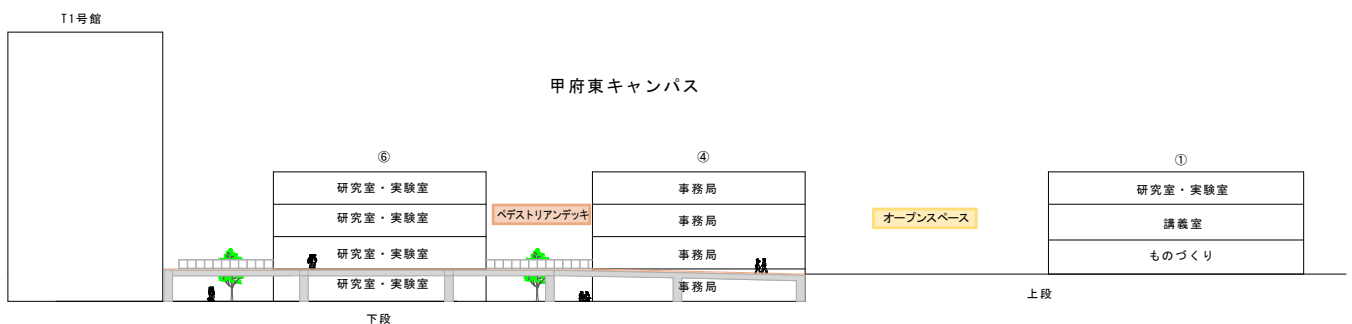 T1号館
甲府東キャンパス
⑥
④
①
研究室・実験室
事務局
研究室・実験室
ペデストリアンデッキ
研究室・実験室
事務局
オープンスペース
講義室
研究室・実験室
事務局
ものづくり
研究室・実験室
事務局
上段
下段